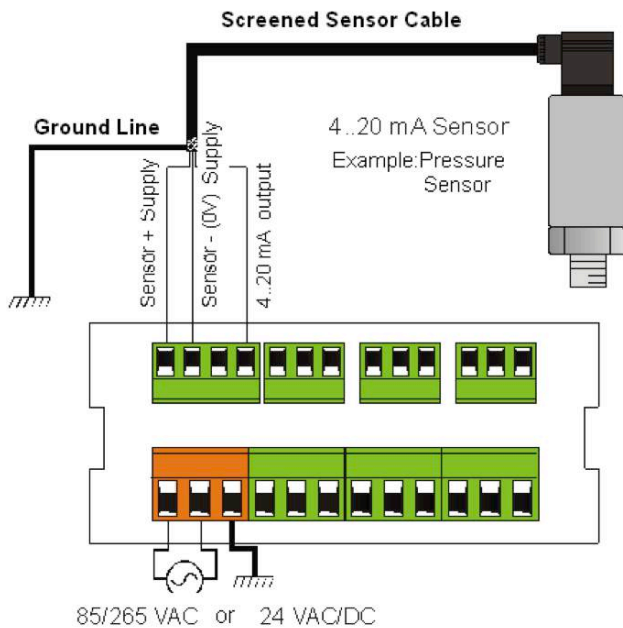 Screened Sensor Cable
Ground Line
4..20 mA Sensor
Example:Pressure
Sensor
Sensor + Supply
Sensor - (0V) Supply
4..20 mA output
85/265 VAC or 24 VAC/DC